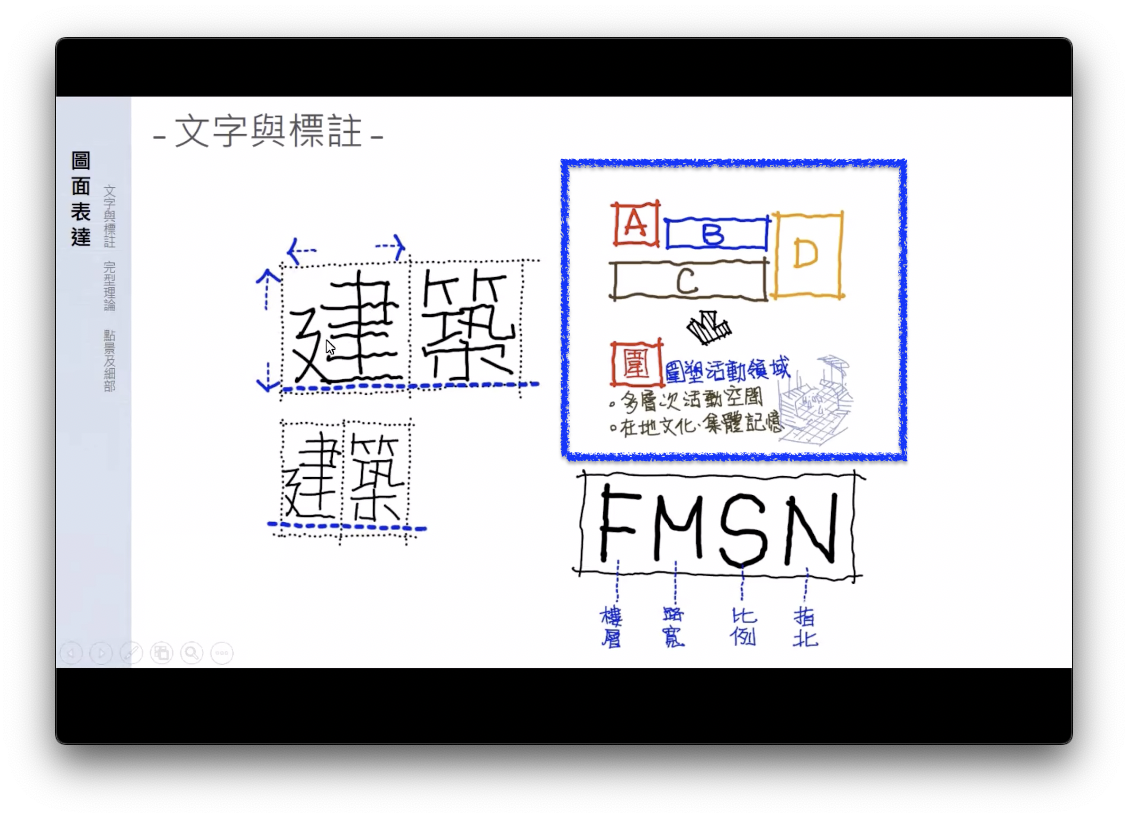 -文字與標註-
圖面表達
文字與標註 完型理論 點景及細部
建築
建築
A B D
C
圍 圍塑活動領域
•多層次活動空間
•在地文化·集體記憶
FMSN
樓層 路寬 比例 指北